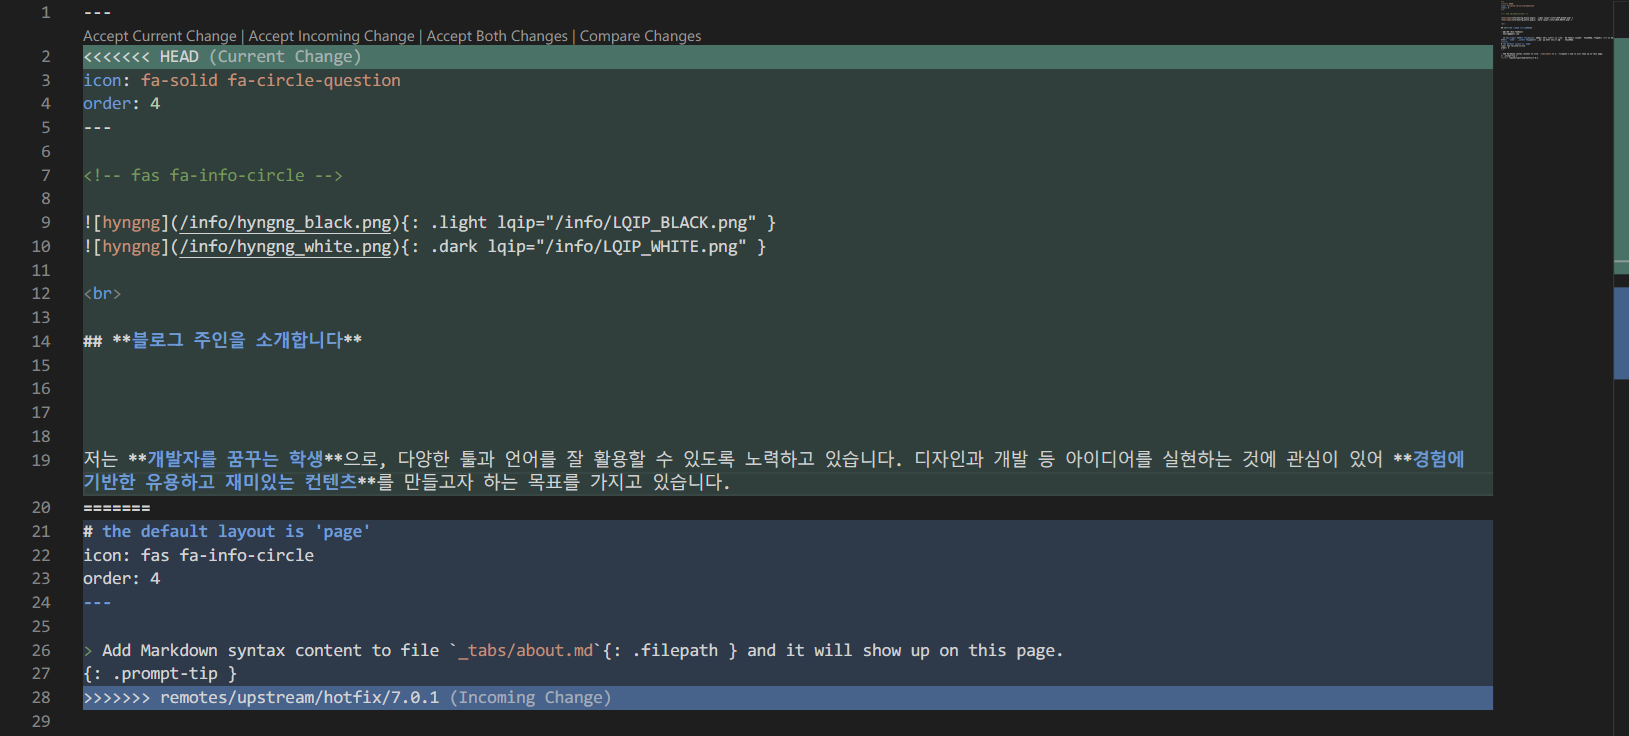 1 ---
Accept Current Change | Accept Incoming Change | Accept Both Changes | Compare Changes
2 <<<<<<< HEAD (Current Change)
3 icon: fa-solid fa-circle-question
4 order: 4
5 ---
6
7 <!-- fas fa-info-circle -->
8
9 ![hyngng](/info/hyngng_black.png){: .light lqip="/info/LQIP_BLACK.png" }
10 ![hyngng](/info/hyngng_white.png){: .dark lqip="/info/LQIP_WHITE.png" }
11
12 <br>
13
14 ## **블로그 주인을 소개합니다**
15
16
17
18
19 저는 **개발자를 꿈꾸는 학생**으로, 다양한 툴과 언어를 잘 활용할 수 있도록 노력하고 있습니다. 디자인과 개발 등 아이디어를 실현하는 것에 관심이 있어 **경험에
기반한 유용하고 재미있는 컨텐츠**를 만들고자 하는 목표를 가지고 있습니다.
20 =======
21 # the default layout is 'page'
22 icon: fas fa-info-circle
23 order: 4
24 ---
25
26 > Add Markdown syntax content to file `_tabs/about.md`{: .filepath } and it will show up on this page.
27 {: .prompt-tip }
28 >>>>>>> remotes/upstream/hotfix/7.0.1 (Incoming Change)
29